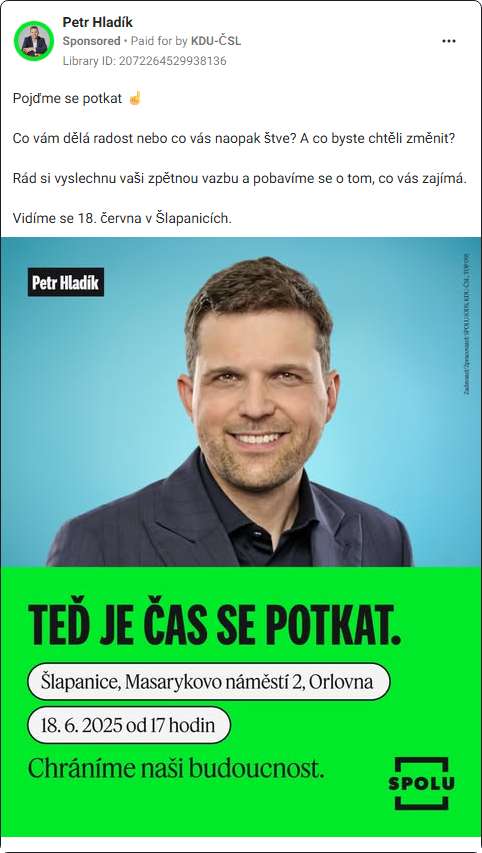 Petr Hladík
Sponsored • Paid for by KDU-ČSL
Library ID: 2072264529938136
Pojďme se potkat ☝️
Co vám dělá radost nebo co vás naopak štve? A co byste chtěli změnit?
Rád si vyslechnu vaši zpětnou vazbu a pobavíme se o tom, co vás zajímá.
Vidíme se 18. června v Šlapanicích.
Petr Hladík
Zadavatel/Zpracovatel: SPOLU (ODS, KDU-ČSL, TOP 09)
TEĎ JE ČAS SE POTKAT.
Šlapanice, Masarykovo náměstí 2, Orlovna
18. 6. 2025 od 17 hodin
Chráníme naši budoucnost.
SPOLU